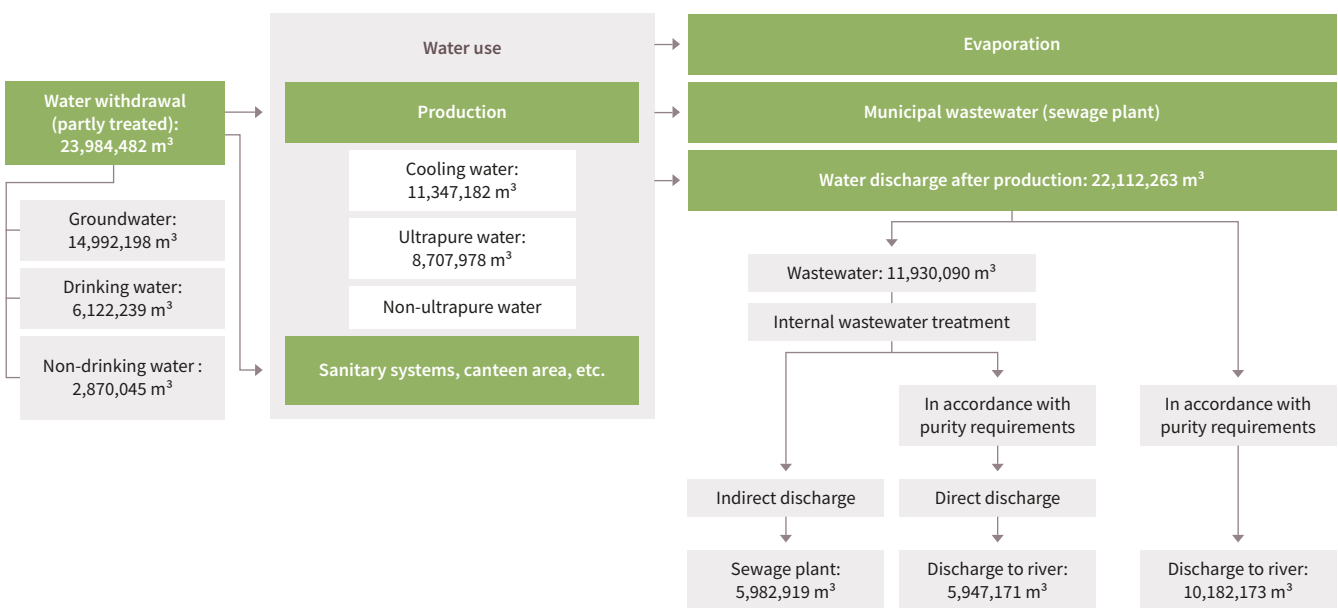 Water withdrawal
(partly treated):
23,984,482 m³
Groundwater:
14,992,198 m³
Drinking water:
6,122,239 m³
Non-drinking water :
2,870,045 m³
Water use
Production
Cooling water:
11,347,182 m³
Ultrapure water:
8,707,978 m³
Non-ultrapure water
Sanitary systems, canteen area, etc.
Evaporation
Municipal wastewater (sewage plant)
Water discharge after production: 22,112,263 m³
Wastewater: 11,930,090 m³
Internal wastewater treatment
In accordance with
purity requirements
In accordance with
purity requirements
Indirect discharge
Direct discharge
Sewage plant:
5,982,919 m³
Discharge to river:
5,947,171 m³
Discharge to river:
10,182,173 m³